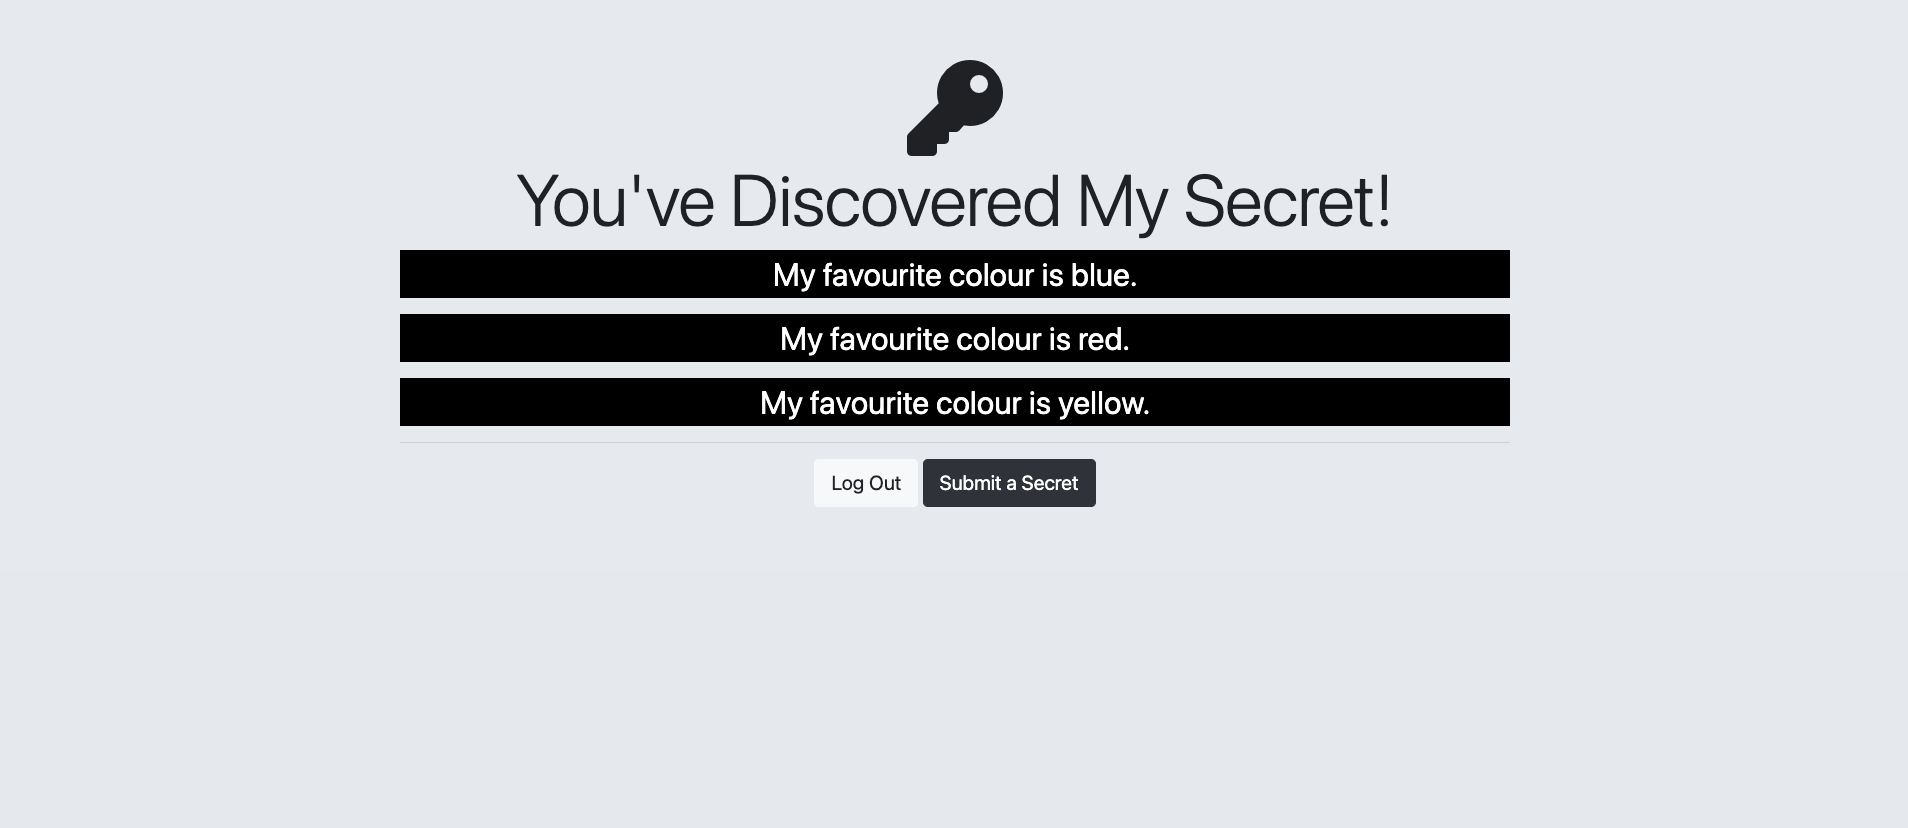 You've Discovered My Secret!
My favourite colour is blue.
My favourite colour is red.
My favourite colour is yellow.
Log Out Submit a Secret